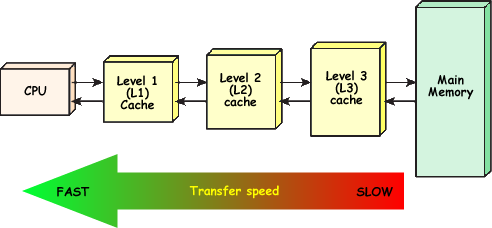 CPU
Level 1
(L1)
Cache
Level 2
(L2)
cache
Level 3
(L3)
cache
Main
Memory
FAST
Transfer speed
SLOW